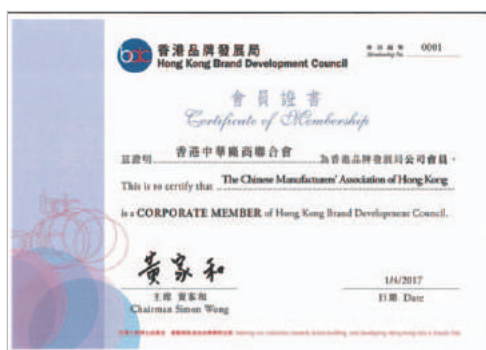 bdc
香港品牌發展局
Hong Kong Brand Development Council
會員編號 0001
Membership No.
會員證書
Certificate of Membership
茲證明 香港中華廠商聯合會 為香港品牌發展局公司會員。
This is to certify that The Chinese Manufacturers' Association of Hong Kong
is a CORPORATE MEMBER of Hong Kong Brand Development Council.
黃家和
主席 黃家和
Chairman Simon Wong
1/4/2017
日期 Date